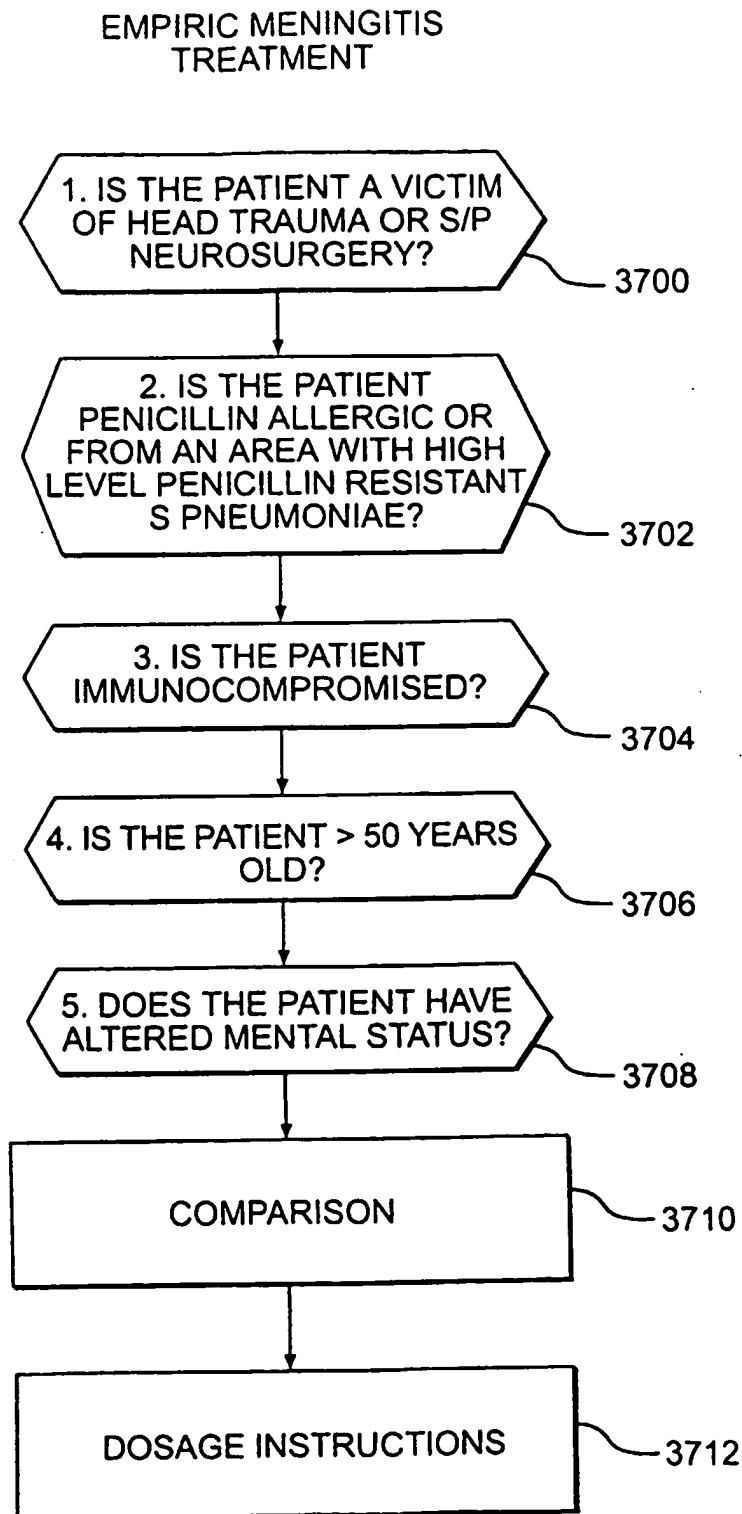 EMPIRIC MENINGITIS
TREATMENT
1. IS THE PATIENT A VICTIM
OF HEAD TRAUMA OR S/P
NEUROSURGERY?
3700
2. IS THE PATIENT
PENICILLIN ALLERGIC OR
FROM AN AREA WITH HIGH
LEVEL PENICILLIN RESISTANT
S PNEUMONIAE?
3702
3. IS THE PATIENT
IMMUNOCOMPROMISED?
3704
4. IS THE PATIENT > 50 YEARS
OLD?
3706
5. DOES THE PATIENT HAVE
ALTERED MENTAL STATUS?
3708
COMPARISON
3710
DOSAGE INSTRUCTIONS
3712